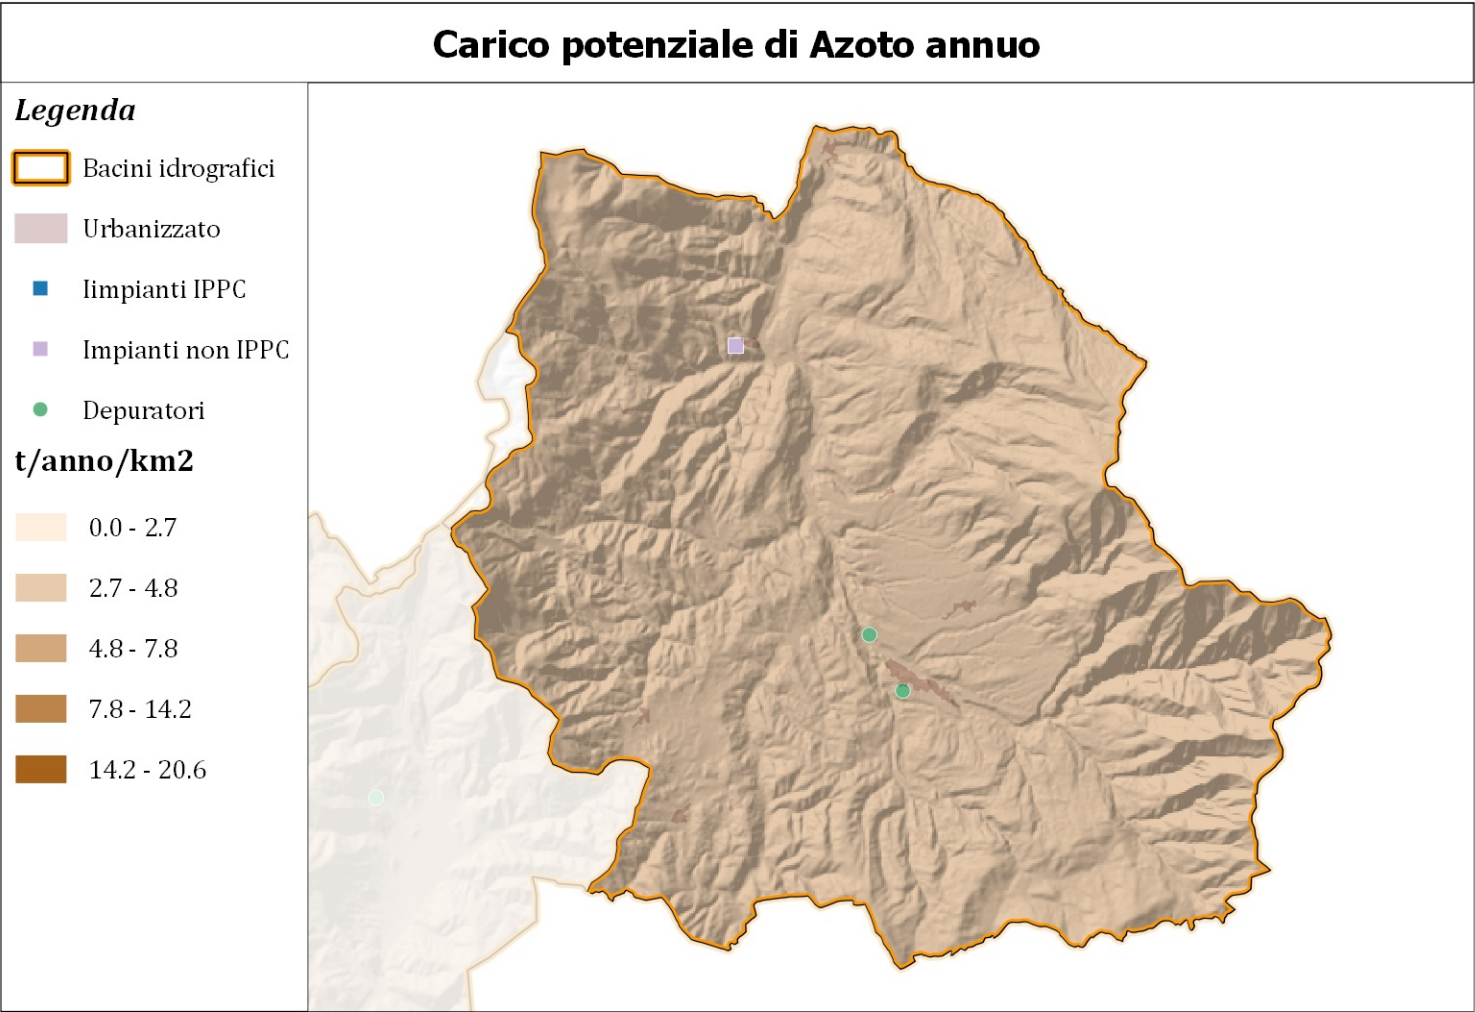 Carico potenziale di Azoto annuo
Legenda
Bacini idrografici
Urbanizzato
Iimpianti IPPC
Impianti non IPPC
Depuratori
t/anno/km2
0.0 - 2.7
2.7 - 4.8
4.8 - 7.8
7.8 - 14.2
14.2 - 20.6